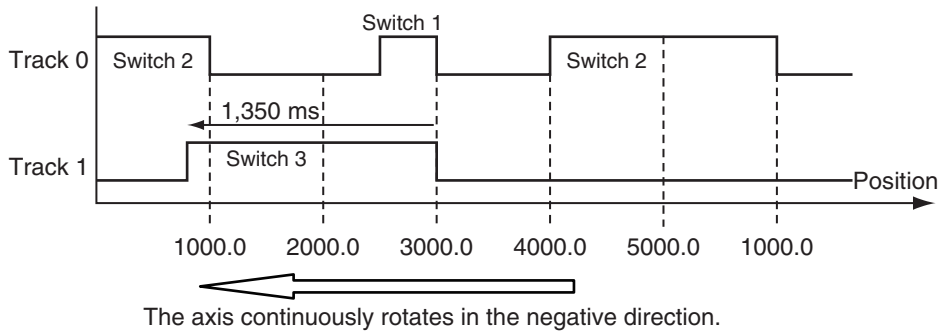 Switch 1
Track 0
Switch 2
Switch 2
1,350 ms
Track 1
Switch 3
Position
1000.0 2000.0 3000.0 4000.0 5000.0 1000.0
The axis continuously rotates in the negative direction.